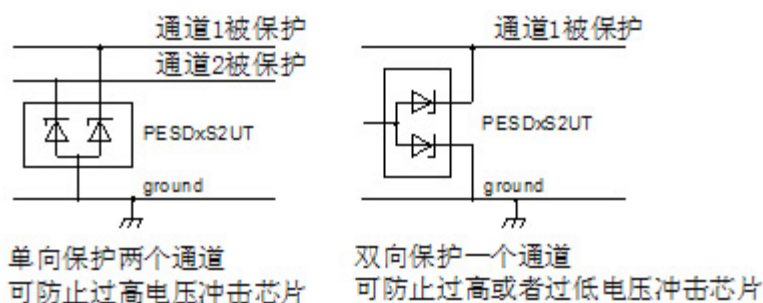 通道1被保护
通道2被保护
PESDxS2UT
ground
单向保护两个通道
可防止过高电压冲击芯片
通道1被保护
PESDxS2UT
ground
双向保护一个通道
可防止过高或者过低电压冲击芯片